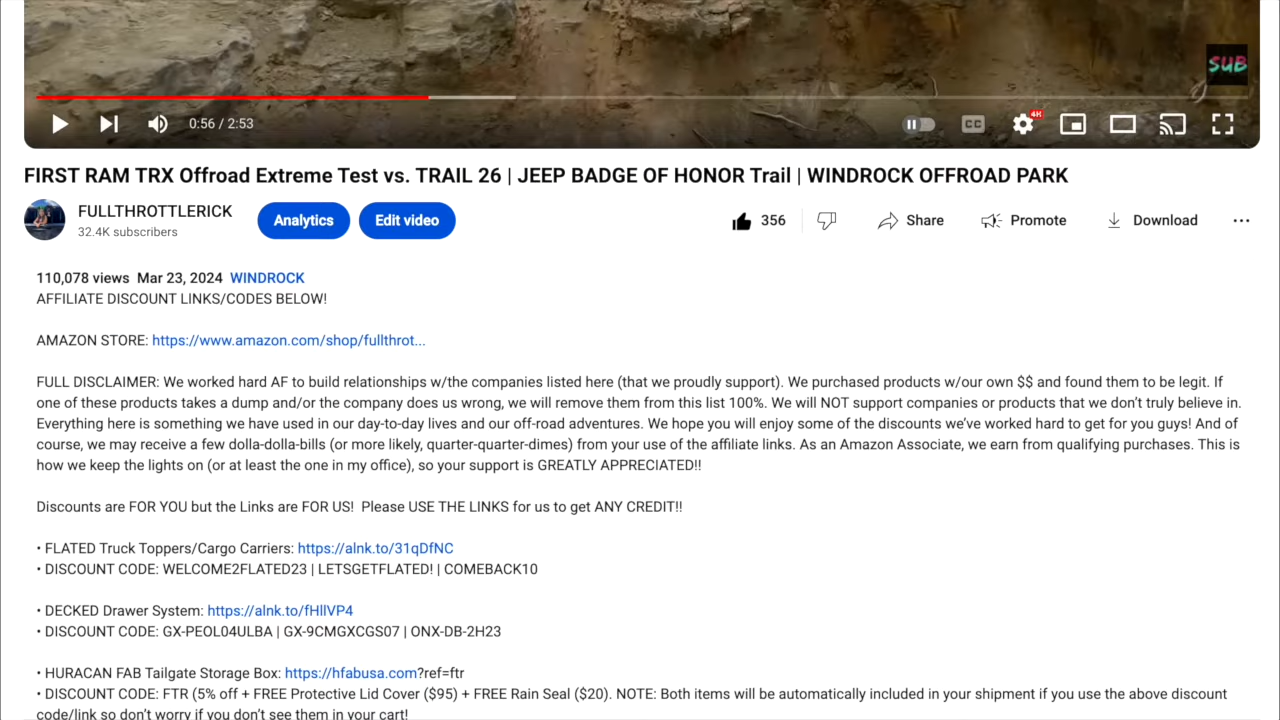 SUB
0:56 / 2:53
CC
4K
FIRST RAM TRX Offroad Extreme Test vs. TRAIL 26 | JEEP BADGE OF HONOR Trail | WINDROCK OFFROAD PARK
FULLTHROTTLERICK
32.4K subscribers
Analytics
Edit video
356
Share
Promote
Download
110,078 views Mar 23, 2024 WINDROCK
AFFILIATE DISCOUNT LINKS/CODES BELOW!
AMAZON STORE: https://www.amazon.com/shop/fullthrot...
FULL DISCLAIMER: We worked hard AF to build relationships w/the companies listed here (that we proudly support). We purchased products w/our own $$ and found them to be legit. If
one of these products takes a dump and/or the company does us wrong, we will remove them from this list 100%. We will NOT support companies or products that we don’t truly believe in.
Everything here is something we have used in our day-to-day lives and our off-road adventures. We hope you will enjoy some of the discounts we’ve worked hard to get for you guys! And of
course, we may receive a few dolla-dolla-bills (or more likely, quarter-quarter-dimes) from your use of the affiliate links. As an Amazon Associate, we earn from qualifying purchases. This is
how we keep the lights on (or at least the one in my office), so your support is GREATLY APPRECIATED!!
Discounts are FOR YOU but the Links are FOR US! Please USE THE LINKS for us to get ANY CREDIT!!
• FLATED Truck Toppers/Cargo Carriers: https://alnk.to/31qDfNC
• DISCOUNT CODE: WELCOME2FLATED23 | LETSGETFLATED! | COMEBACK10
• DECKED Drawer System: https://alnk.to/fHllVP4
• DISCOUNT CODE: GX-PEOL04ULBA | GX-9CMGXCGS07 | ONX-DB-2H23
• HURACAN FAB Tailgate Storage Box: https://hfabusa.com?ref=ftr
• DISCOUNT CODE: FTR (5% off + FREE Protective Lid Cover ($95) + FREE Rain Seal ($20). NOTE: Both items will be automatically included in your shipment if you use the above discount
code/link so don’t worry if you don’t see them in your cart!